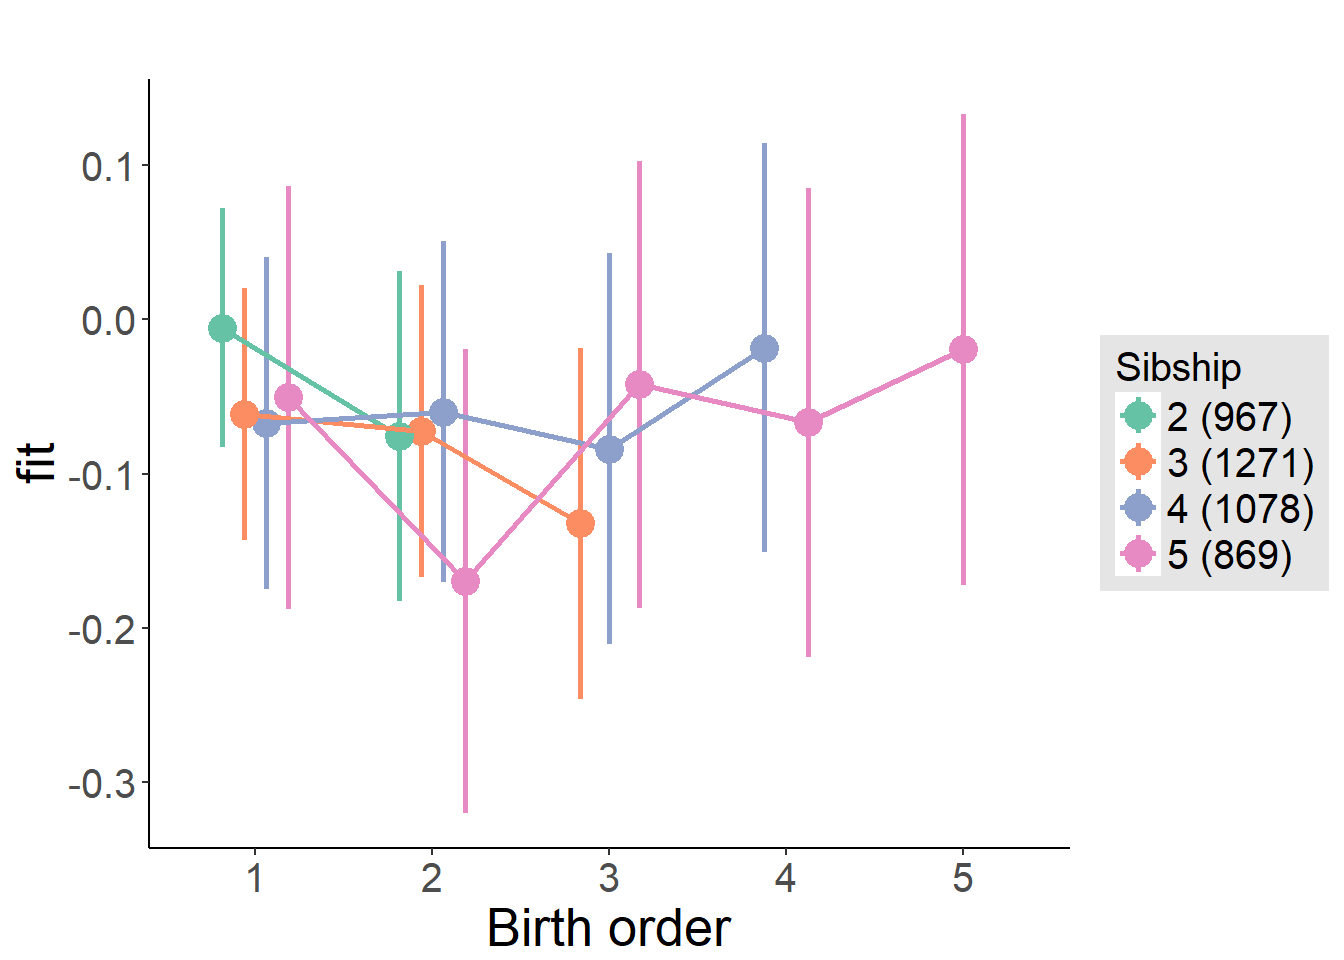 0.1
0.0
-0.1
-0.2
-0.3
fit
1 2 3 4 5
Birth order
Sibship
2 (967)
3 (1271)
4 (1078)
5 (869)